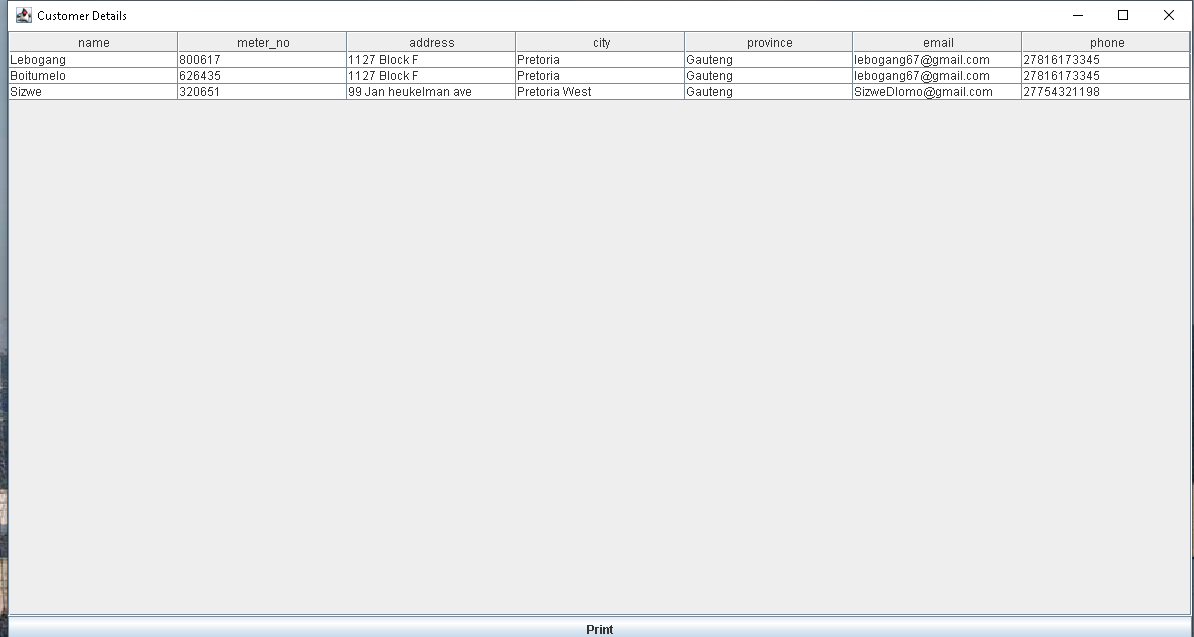 Customer Details
name meter_no address city province email phone
Lebogang 800617 1127 Block F Pretoria Gauteng lebogang67@gmail.com 27816173345
Boitumelo 626435 1127 Block F Pretoria Gauteng lebogang67@gmail.com 27816173345
Sizwe 320651 99 Jan heukelman ave Pretoria West Gauteng SizweDlomo@gmail.com 27754321198
Print